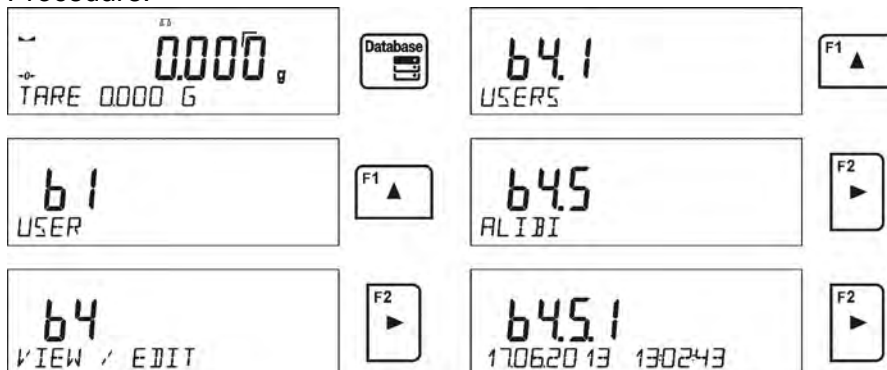 0.000 g
TARE 0.000 G
Database
b1
USER
F1
b4
VIEW / EDIT
F2
b4.1
USERS
F1
b4.5
ALIBI
F2
b4.5.1
17.06.2013 13:02:43
F2